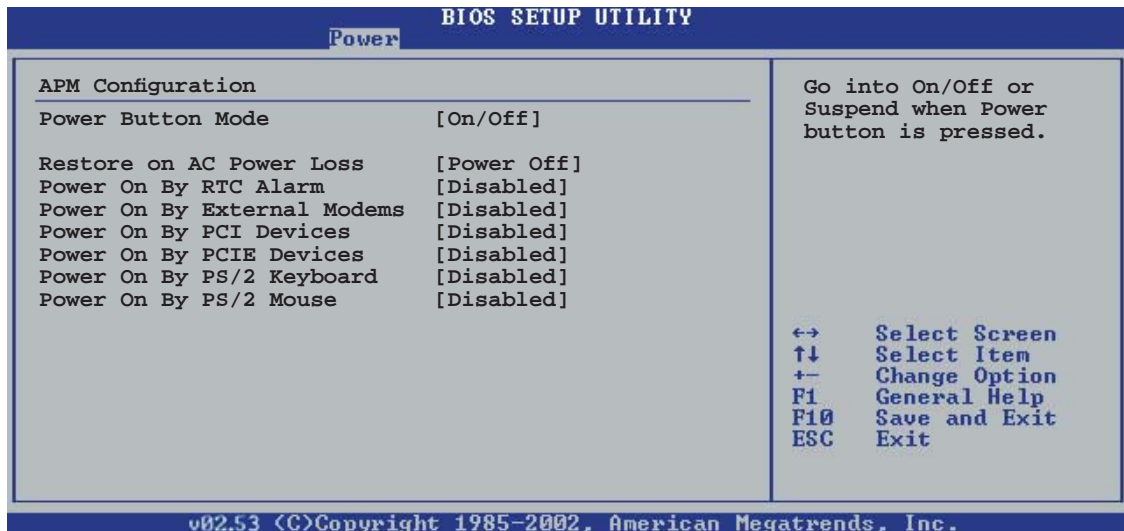 BIOS SETUP UTILITY
Power
APM Configuration
Power Button Mode [On/Off]
Restore on AC Power Loss [Power Off]
Power On By RTC Alarm [Disabled]
Power On By External Modems [Disabled]
Power On By PCI Devices [Disabled]
Power On By PCIE Devices [Disabled]
Power On By PS/2 Keyboard [Disabled]
Power On By PS/2 Mouse [Disabled]
Go into On/Off or
Suspend when Power
button is pressed.
←→ Select Screen
↑↓ Select Item
+- Change Option
F1 General Help
F10 Save and Exit
ESC Exit
v02.53 (C)Copyright 1985-2002, American Megatrends, Inc.